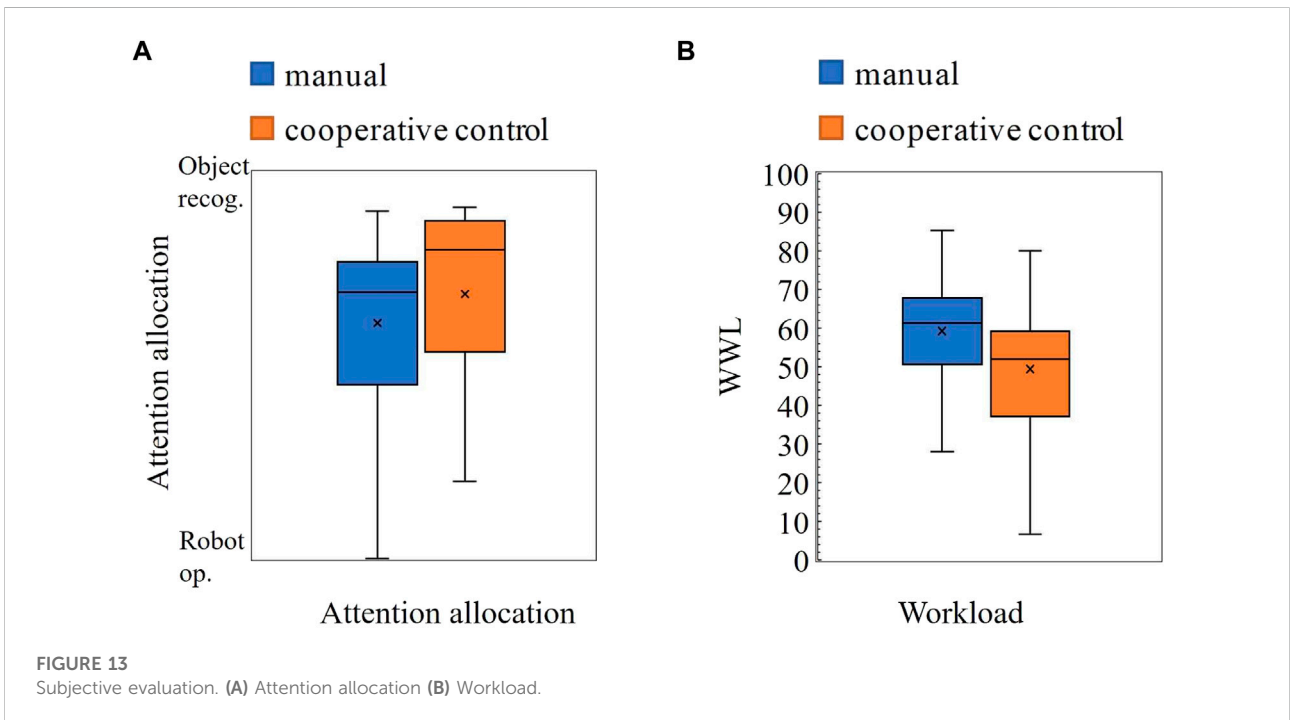 A
manual
cooperative control
Object
recog.
Attention allocation
Robot
op.
Attention allocation
B
manual
cooperative control
100
90
80
70
60
50
40
30
20
10
0
WWL
Workload
FIGURE 13
Subjective evaluation. (A) Attention allocation (B) Workload.